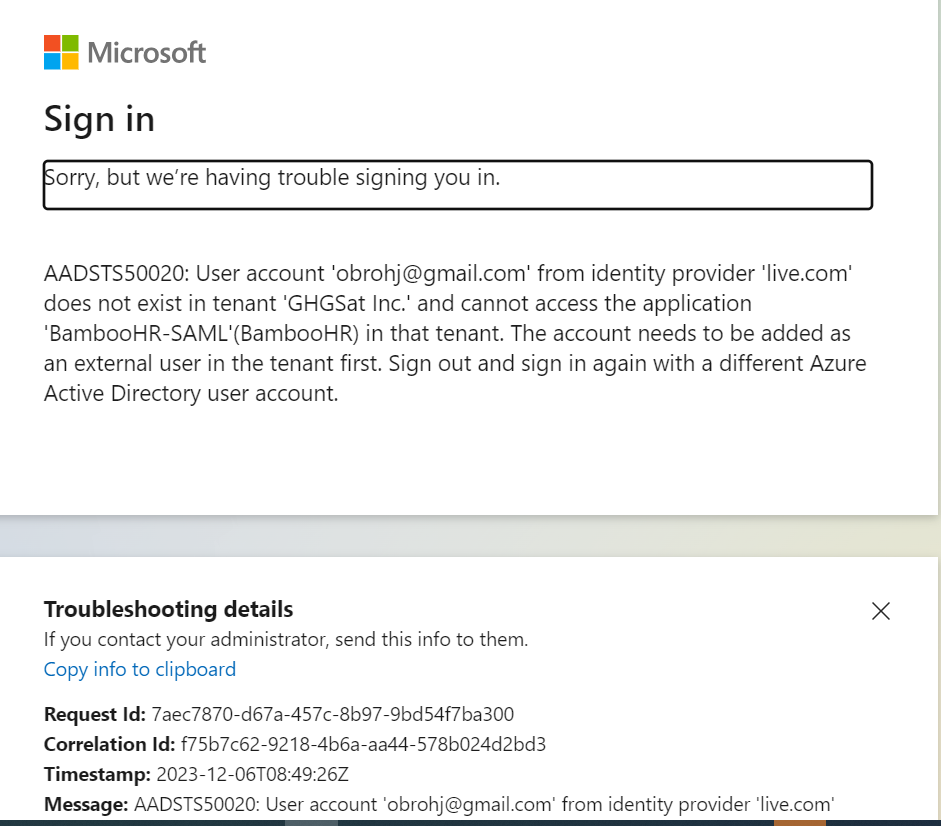 Microsoft
Sign in
Sorry, but we’re having trouble signing you in.
AADSTS50020: User account 'obrohj@gmail.com' from identity provider 'live.com'
does not exist in tenant 'GHGSat Inc.' and cannot access the application
'BambooHR-SAML'(BambooHR) in that tenant. The account needs to be added as
an external user in the tenant first. Sign out and sign in again with a different Azure
Active Directory user account.
Troubleshooting details
If you contact your administrator, send this info to them.
Copy info to clipboard
Request Id: 7aec7870-d67a-457c-8b97-9bd54f7ba300
Correlation Id: f75b7c62-9218-4b6a-aa44-578b024d2bd3
Timestamp: 2023-12-06T08:49:26Z
Message: AADSTS50020: User account 'obrohj@gmail.com' from identity provider 'live.com'